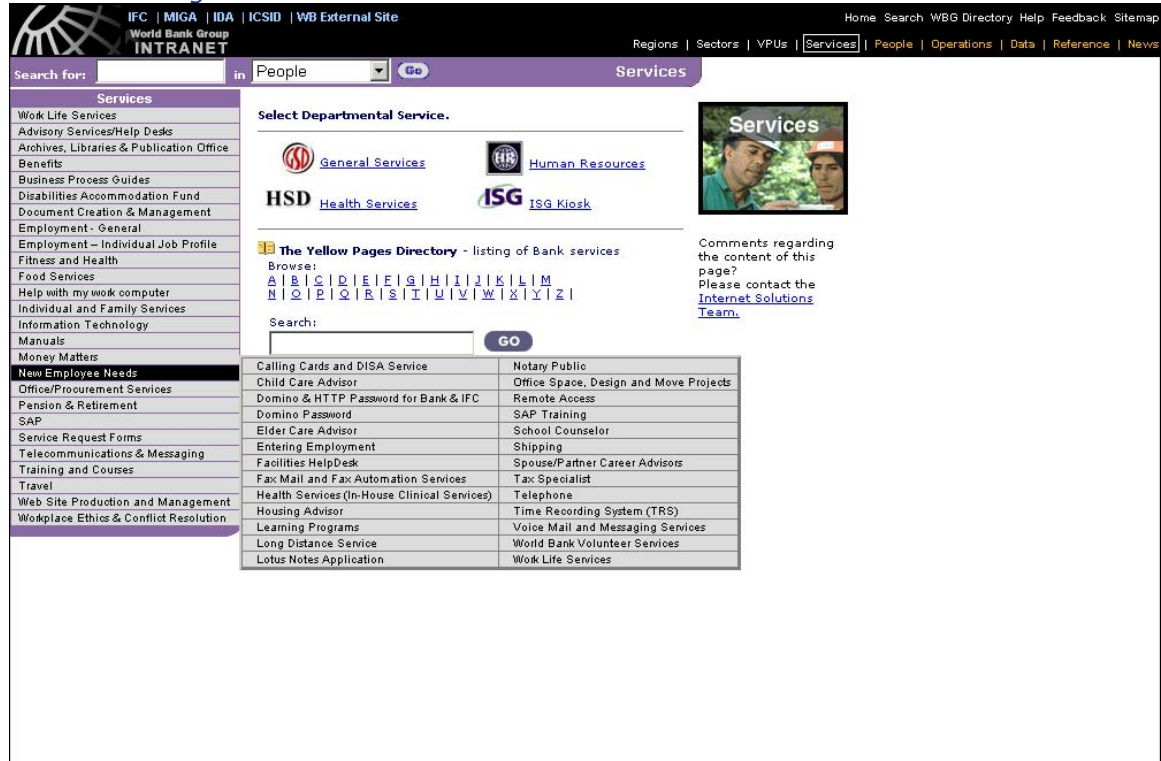 IFC | MIGA | IDA | ICSID | WB External Site
Home Search WBG Directory Help Feedback Sitemap
World Bank Group
INTRANET
Regions | Sectors | VPUs | Services | People | Operations | Data | Reference | News
Search for: in People Go Services
Services
Work Life Services
Advisory Services/Help Desks
Archives, Libraries & Publication Office
Benefits
Business Process Guides
Disabilities Accommodation Fund
Document Creation & Management
Employment - General
Employment – Individual Job Profile
Fitness and Health
Food Services
Help with my work computer
Individual and Family Services
Information Technology
Manuals
Money Matters
New Employee Needs
Office/Procurement Services
Pension & Retirement
SAP
Service Request Forms
Telecommunications & Messaging
Training and Courses
Travel
Web Site Production and Management
Workplace Ethics & Conflict Resolution
Select Departmental Service.
GSD General Services
HR Human Resources
HSD Health Services
ISG ISG Kiosk
The Yellow Pages Directory - listing of Bank services
Browse:
A | B | C | D | E | F | G | H | I | J | K | L | M
N | O | P | Q | R | S | T | U | V | W | X | Y | Z |
Search:
GO
Calling Cards and DISA Service
Child Care Advisor
Domino & HTTP Password for Bank & IFC
Domino Password
Elder Care Advisor
Entering Employment
Facilities HelpDesk
Fax Mail and Fax Automation Services
Health Services (In-House Clinical Services)
Housing Advisor
Learning Programs
Long Distance Service
Lotus Notes Application
Notary Public
Office Space, Design and Move Projects
Remote Access
SAP Training
School Counselor
Shipping
Spouse/Partner Career Advisors
Tax Specialist
Telephone
Time Recording System (TRS)
Voice Mail and Messaging Services
World Bank Volunteer Services
Work Life Services
Services
Comments regarding
the content of this
page?
Please contact the
Internet Solutions
Team.